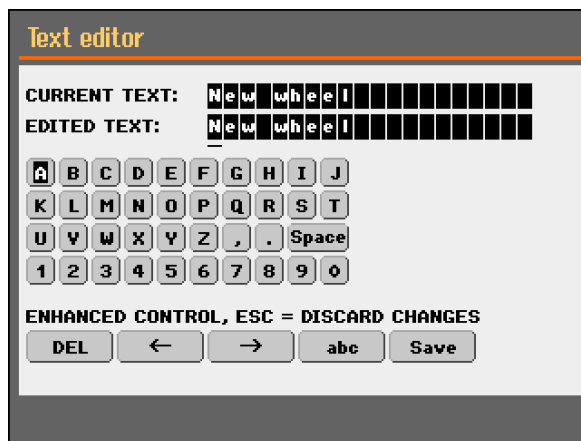 Text editor
CURRENT TEXT: New wheel
EDITED TEXT: New wheel
A B C D E F G H I J
K L M N O P Q R S T
U V W X Y Z , . Space
1 2 3 4 5 6 7 8 9 0
ENHANCED CONTROL, ESC = DISCARD CHANGES
DEL ← → abc Save